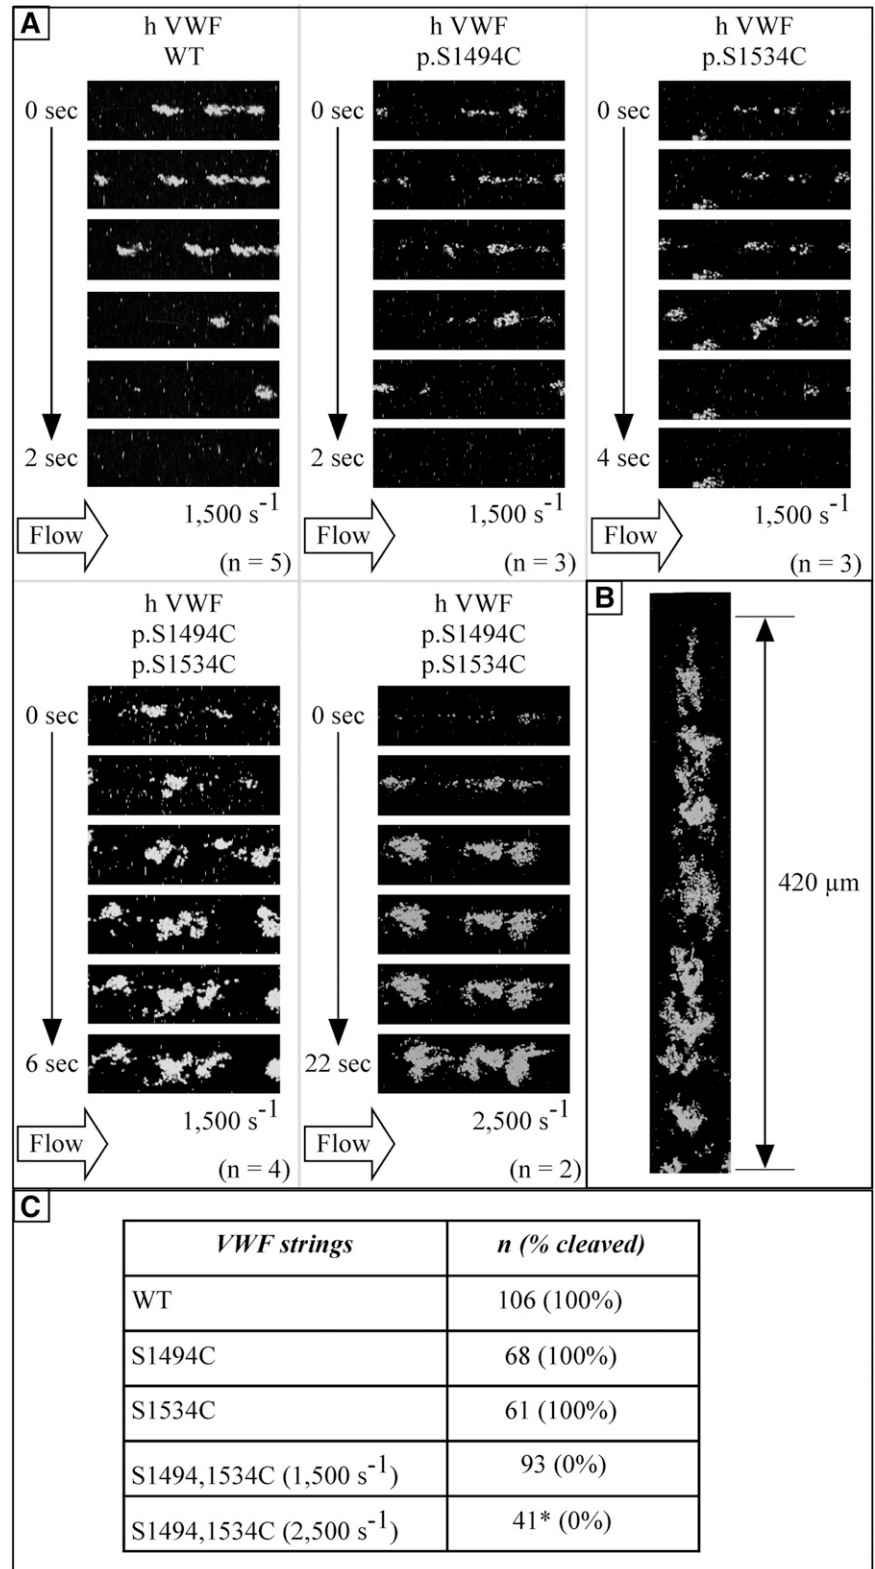 A
h VWF
WT
0 sec
2 sec
Flow
1,500 s-1
(n = 5)
h VWF
p.S1494C
0 sec
2 sec
Flow
1,500 s-1
(n = 3)
h VWF
p.S1534C
0 sec
4 sec
Flow
1,500 s-1
(n = 3)
h VWF
p.S1494C
p.S1534C
0 sec
6 sec
Flow
1,500 s-1
(n = 4)
h VWF
p.S1494C
p.S1534C
0 sec
22 sec
Flow
2,500 s-1
(n = 2)
B
420 µm
C
VWF strings n (% cleaved)
WT 106 (100%)
S1494C 68 (100%)
S1534C 61 (100%)
S1494,1534C (1,500 s-1) 93 (0%)
S1494,1534C (2,500 s-1) 41* (0%)